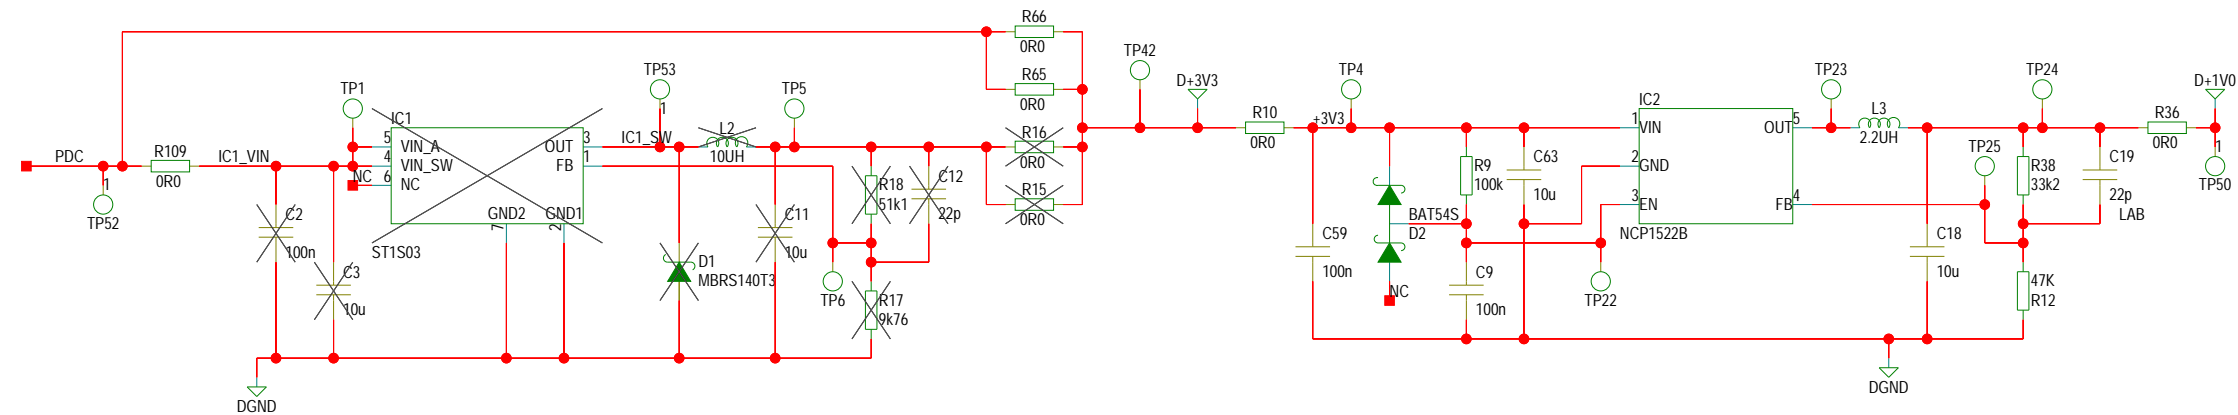 PDC
1
TP52
R109
0R0
IC1_VIN
C2
100n
C3
10u
DGND
TP1
NC
IC1
5
4
6
VIN_A
VIN_SW
NC
OUT
FB
3
1
GND2
GND1
7
2
ST1S03
TP53
1
IC1_SW
L2
10UH
TP5
D1
MBRS140T3
C11
10u
TP6
R18
51k1
C12
22p
R17
9k76
R66
0R0
R65
0R0
R16
0R0
R15
0R0
TP42
D+3V3
R10
0R0
+3V3
TP4
C59
100n
BAT54S
D2
NC
R9
100k
C9
100n
C63
10u
IC2
1
VIN
2
GND
3
EN
OUT
5
FB
4
NCP1522B
TP22
TP23
L3
2.2UH
C18
10u
TP25
TP24
R38
33k2
47K
R12
C19
22p
LAB
R36
0R0
D+1V0
1
TP50
DGND